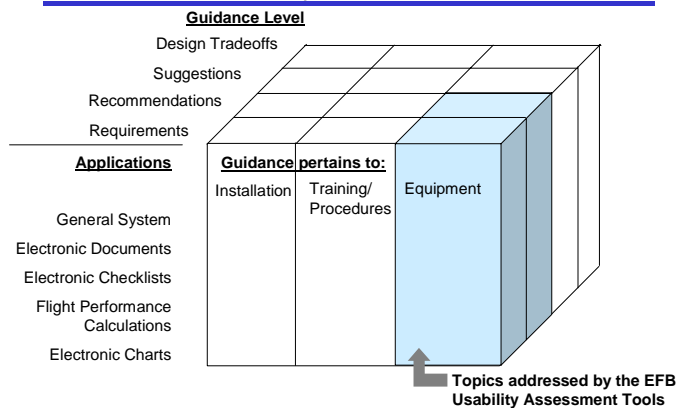 Guidance Level
Design Tradeoffs
Suggestions
Recommendations
Requirements
Applications
Guidance pertains to:
Installation
Training/
Procedures
Equipment
General System
Electronic Documents
Electronic Checklists
Flight Performance
Calculations
Electronic Charts
Topics addressed by the EFB
Usability Assessment Tools